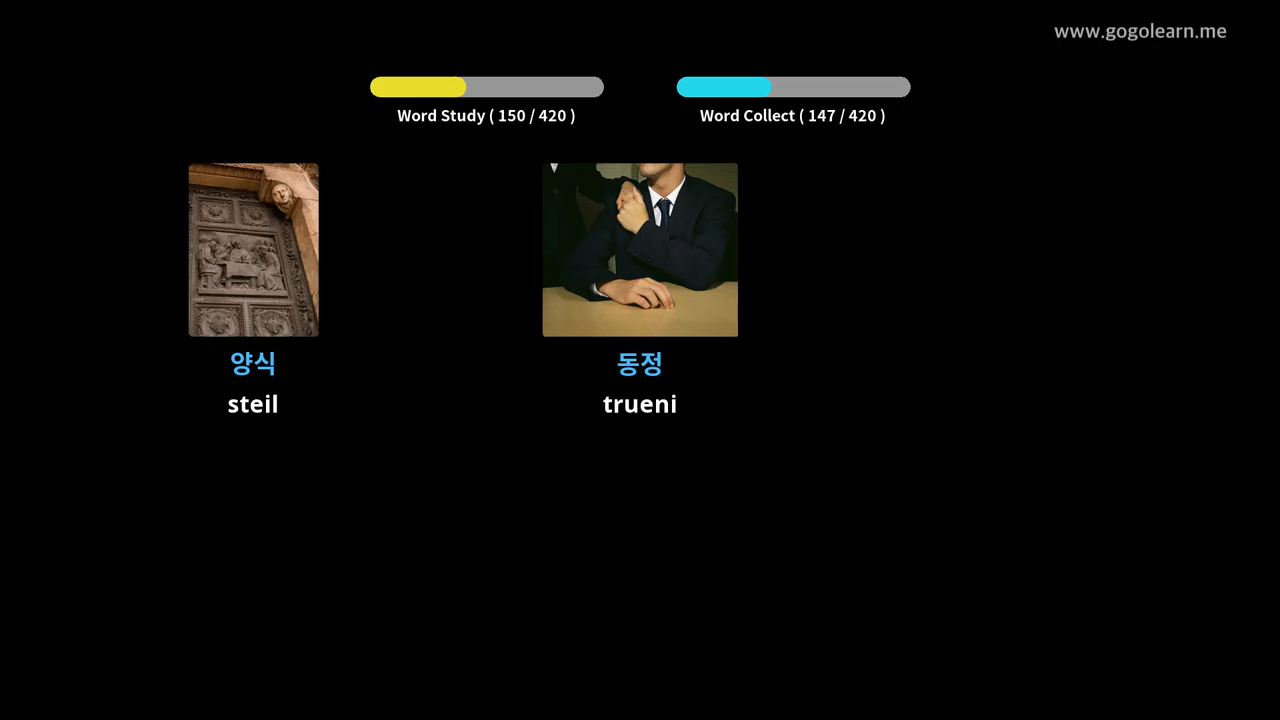 www.gogolearn.me
Word Study ( 150 / 420 )
Word Collect ( 147 / 420 )
양식
steil
동정
trueni